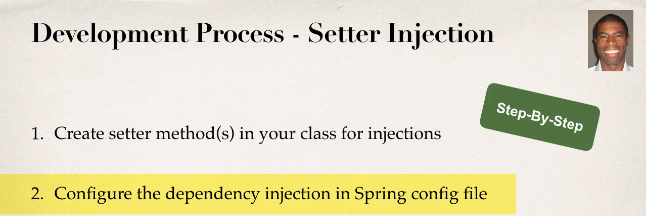 Development Process - Setter Injection
Step-By-Step
1. Create setter method(s) in your class for injections
2. Configure the dependency injection in Spring config file